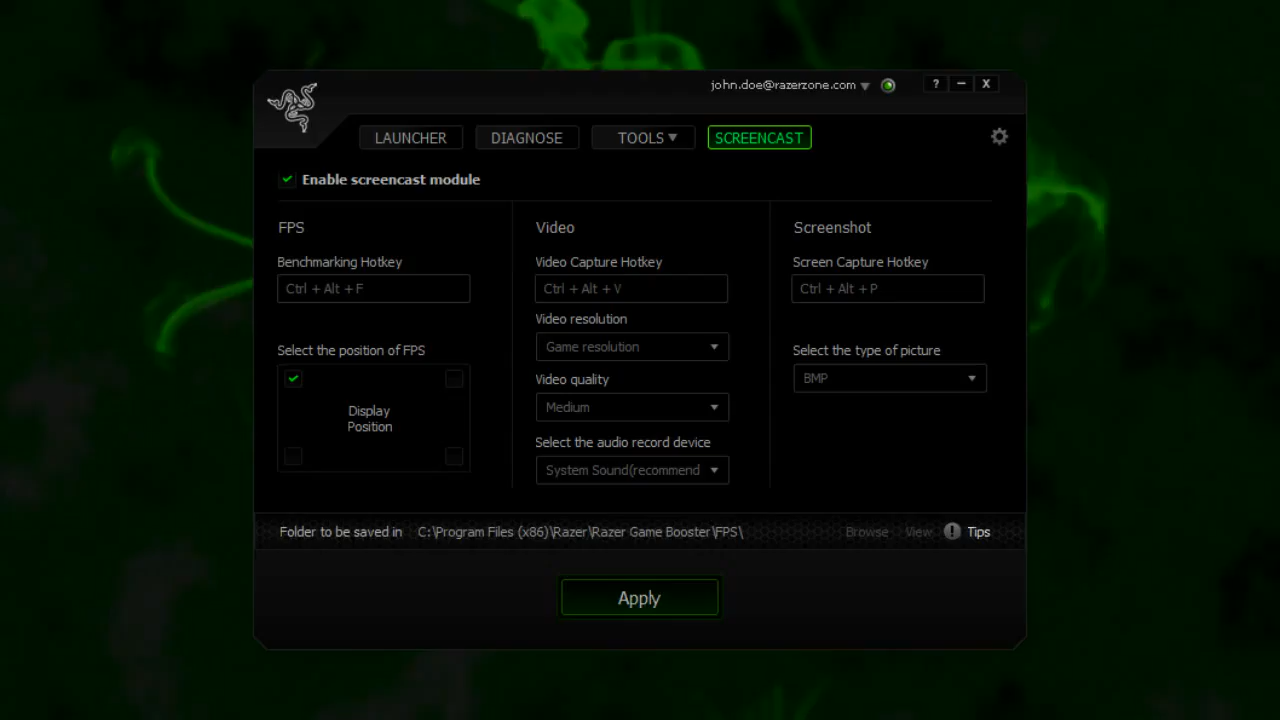 john.doe@razerzone.com
? – X
LAUNCHER DIAGNOSE TOOLS SCREENCAST
Enable screencast module
FPS
Benchmarking Hotkey
Ctrl + Alt + F
Select the position of FPS
Display
Position
Video
Video Capture Hotkey
Ctrl + Alt + V
Video resolution
Game resolution
Video quality
Medium
Select the audio record device
System Sound(recommend
Screenshot
Screen Capture Hotkey
Ctrl + Alt + P
Select the type of picture
BMP
Folder to be saved in C:\Program Files (x86)\Razer\Razer Game Booster\FPS\ Browse View ! Tips
Apply